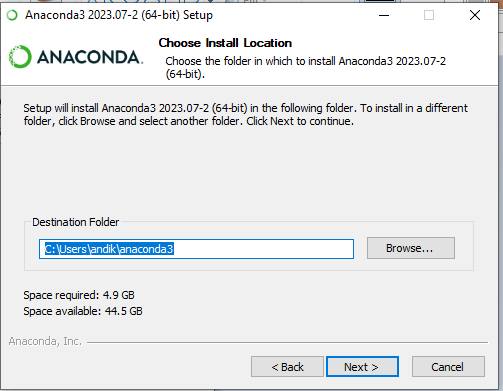 Anaconda3 2023.07-2 (64-bit) Setup
ANACONDA.
Choose Install Location
Choose the folder in which to install Anaconda3 2023.07-2
(64-bit).
Setup will install Anaconda3 2023.07-2 (64-bit) in the following folder. To install in a different
folder, click Browse and select another folder. Click Next to continue.
Destination Folder
C:\Users\andik\anaconda3
Browse...
Space required: 4.9 GB
Space available: 44.5 GB
Anaconda, Inc.
< Back
Next >
Cancel